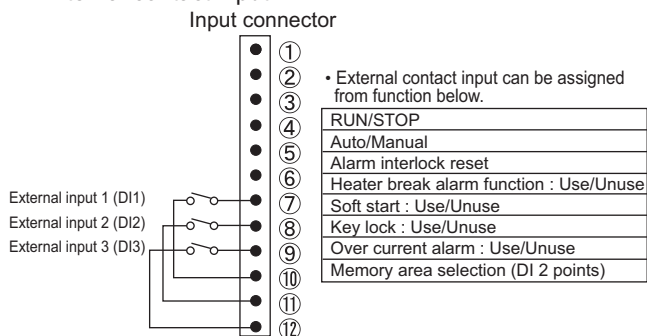 Input connector
①
②
③
④
⑤
⑥
⑦
⑧
⑨
⑩
⑪
⑫
External input 1 (DI1)
External input 2 (DI2)
External input 3 (DI3)
• External contact input can be assigned
from function below.
RUN/STOP
Auto/Manual
Alarm interlock reset
Heater break alarm function : Use/Unuse
Soft start : Use/Unuse
Key lock : Use/Unuse
Over current alarm : Use/Unuse
Memory area selection (DI 2 points)